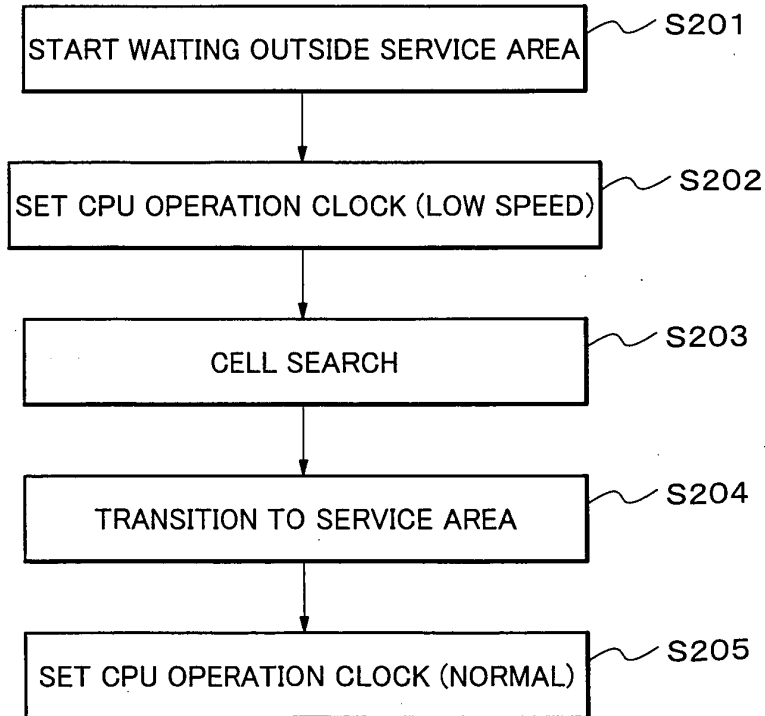 START WAITING OUTSIDE SERVICE AREA
S201
SET CPU OPERATION CLOCK (LOW SPEED)
S202
CELL SEARCH
S203
TRANSITION TO SERVICE AREA
S204
SET CPU OPERATION CLOCK (NORMAL)
S205